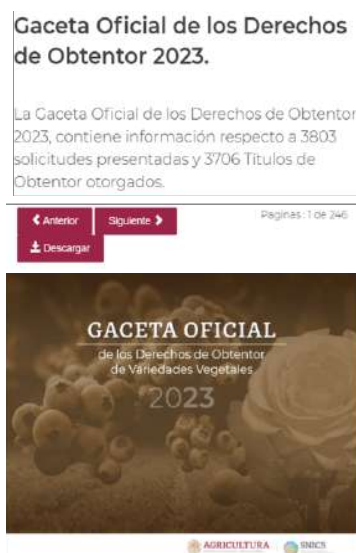 Gaceta Oficial de los Derechos
de Obtentor 2023.
La Gaceta Oficial de los Derechos de Obtentor
2023, contiene información respecto a 3803
solicitudes presentadas y 3706 Títulos de
Obtentor otorgados.
Anterior Siguiente Paginas: 1 de 246
Descargar
GACETA OFICIAL
de los Derechos de Obtentor
de Variedades Vegetales
2023
AGRICULTURA SNICS